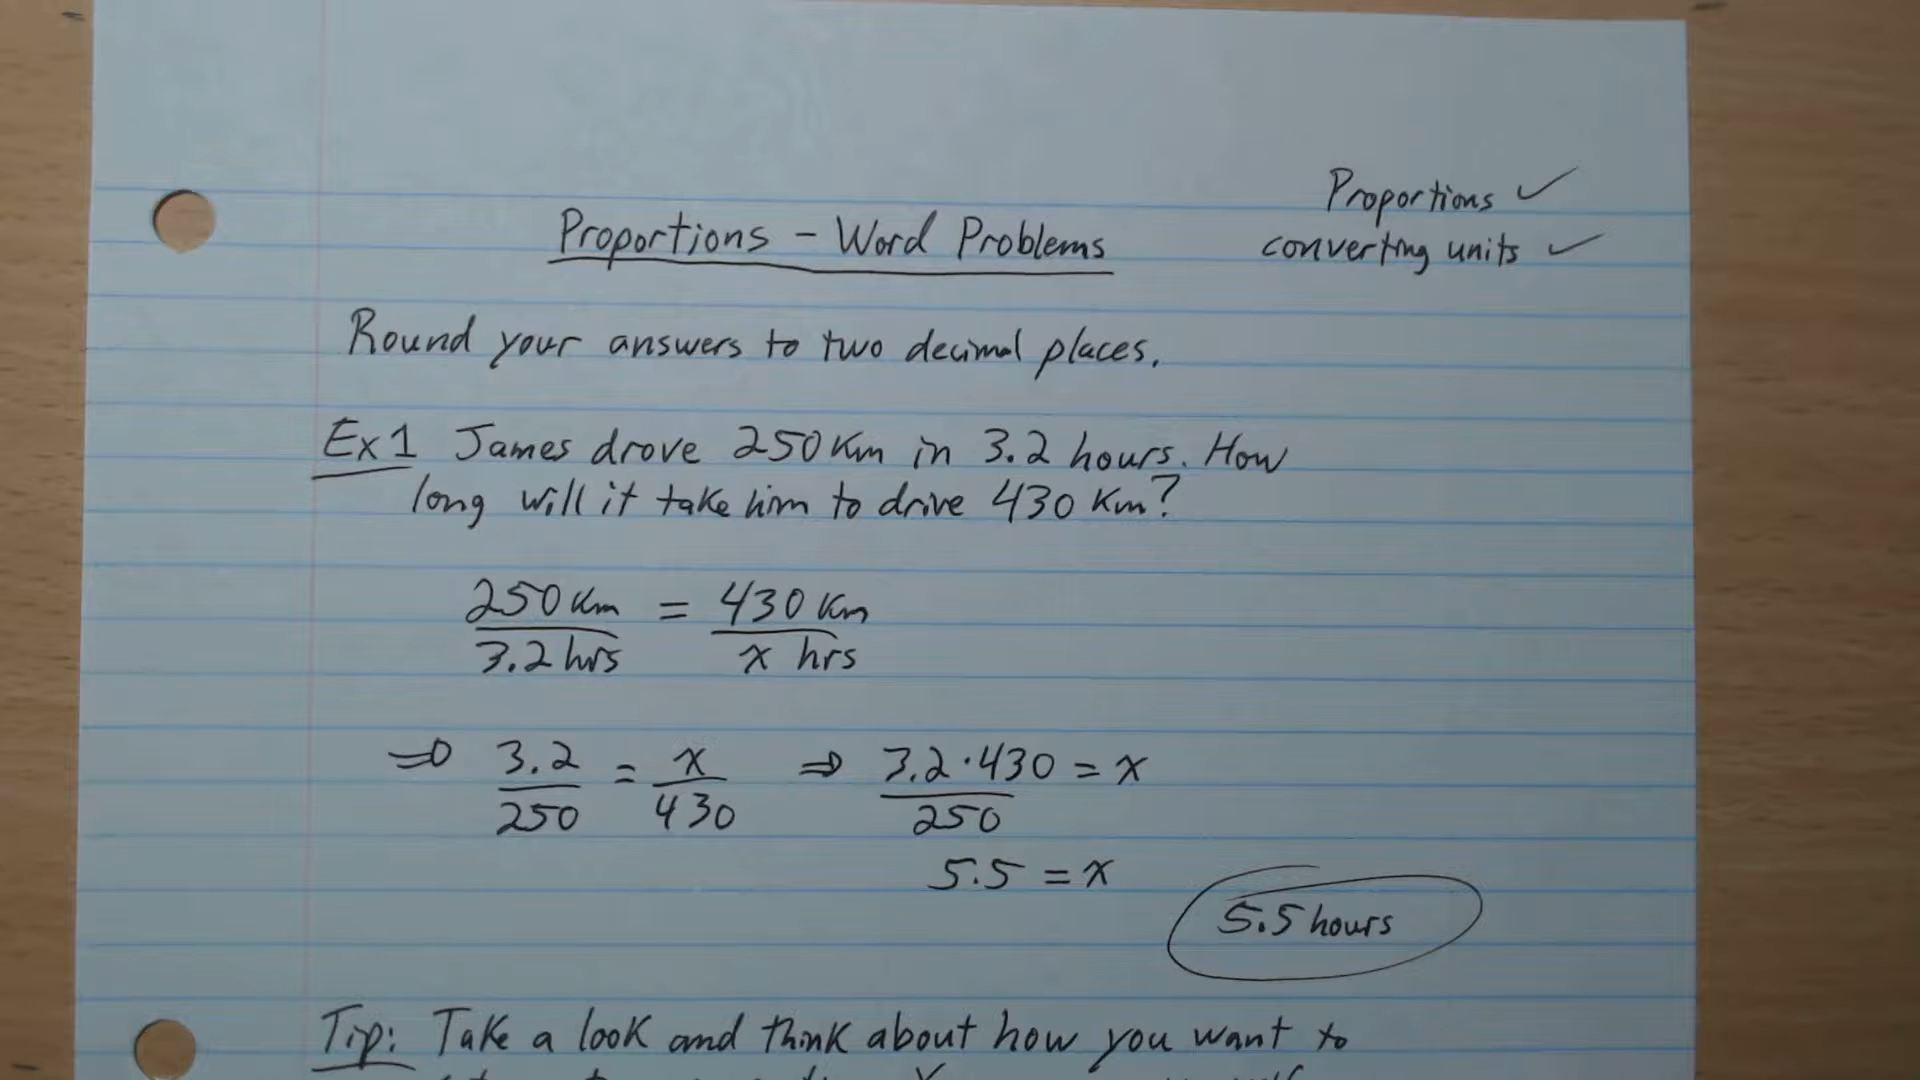 Proportions ✓
converting units ✓
Proportions - Word Problems
Round your answers to two decimal places.
Ex1 James drove 250 Km in 3.2 hours. How
long will it take him to drive 430 Km?
250 Km / 3.2 hrs = 430 Km / x hrs
⇒ 3.2 / 250 = x / 430 ⇒ 3.2 · 430 / 250 = x
5.5 = x
5.5 hours
Tip: Take a look and think about how you want to